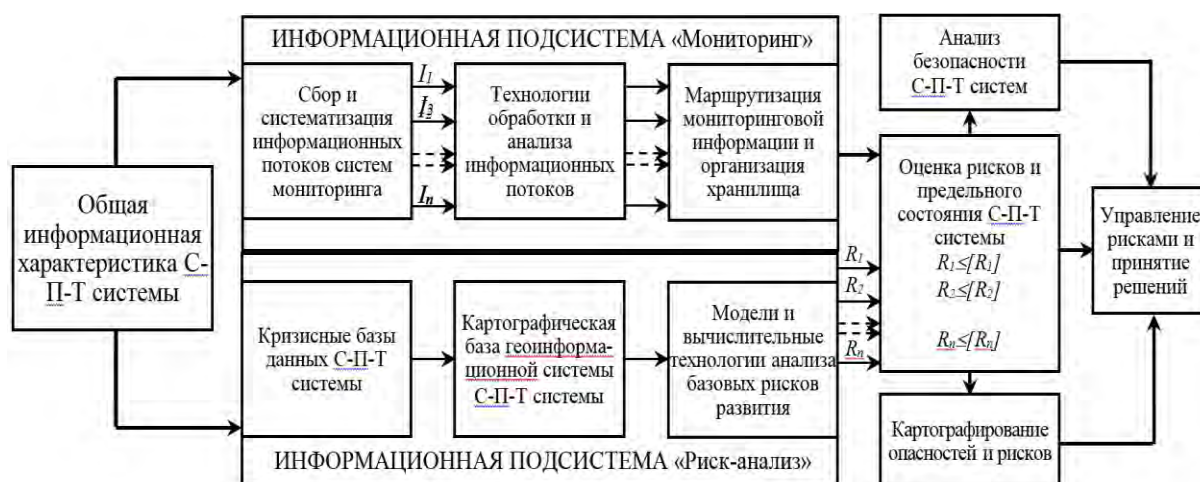 Общая
информационная
характеристика С-
П-Т системы
ИНФОРМАЦИОННАЯ ПОДСИСТЕМА «Мониторинг»
Сбор и
систематизация
информационных
потоков систем
мониторинга
I1
In
Технологии
обработки и
анализа
информационных
потоков
Маршрутизация
мониторинговой
информации и
организация
хранилища
Кризисные базы
данных С-П-Т
системы
Картографическая
база геоинформа-
ционной системы
С-П-Т системы
Модели и
вычислительные
технологии анализа
базовых рисков
развития
ИНФОРМАЦИОННАЯ ПОДСИСТЕМА «Риск-анализ»
R1
R2
Rn
Анализ
безопасности
С-П-Т систем
Оценка рисков и
предельного
состояния С-П-Т
системы
R1≤[R1]
R2≤[R2]
Rn≤[Rn]
Картографирование
опасностей и рисков
Управление
рисками и
принятие
решений